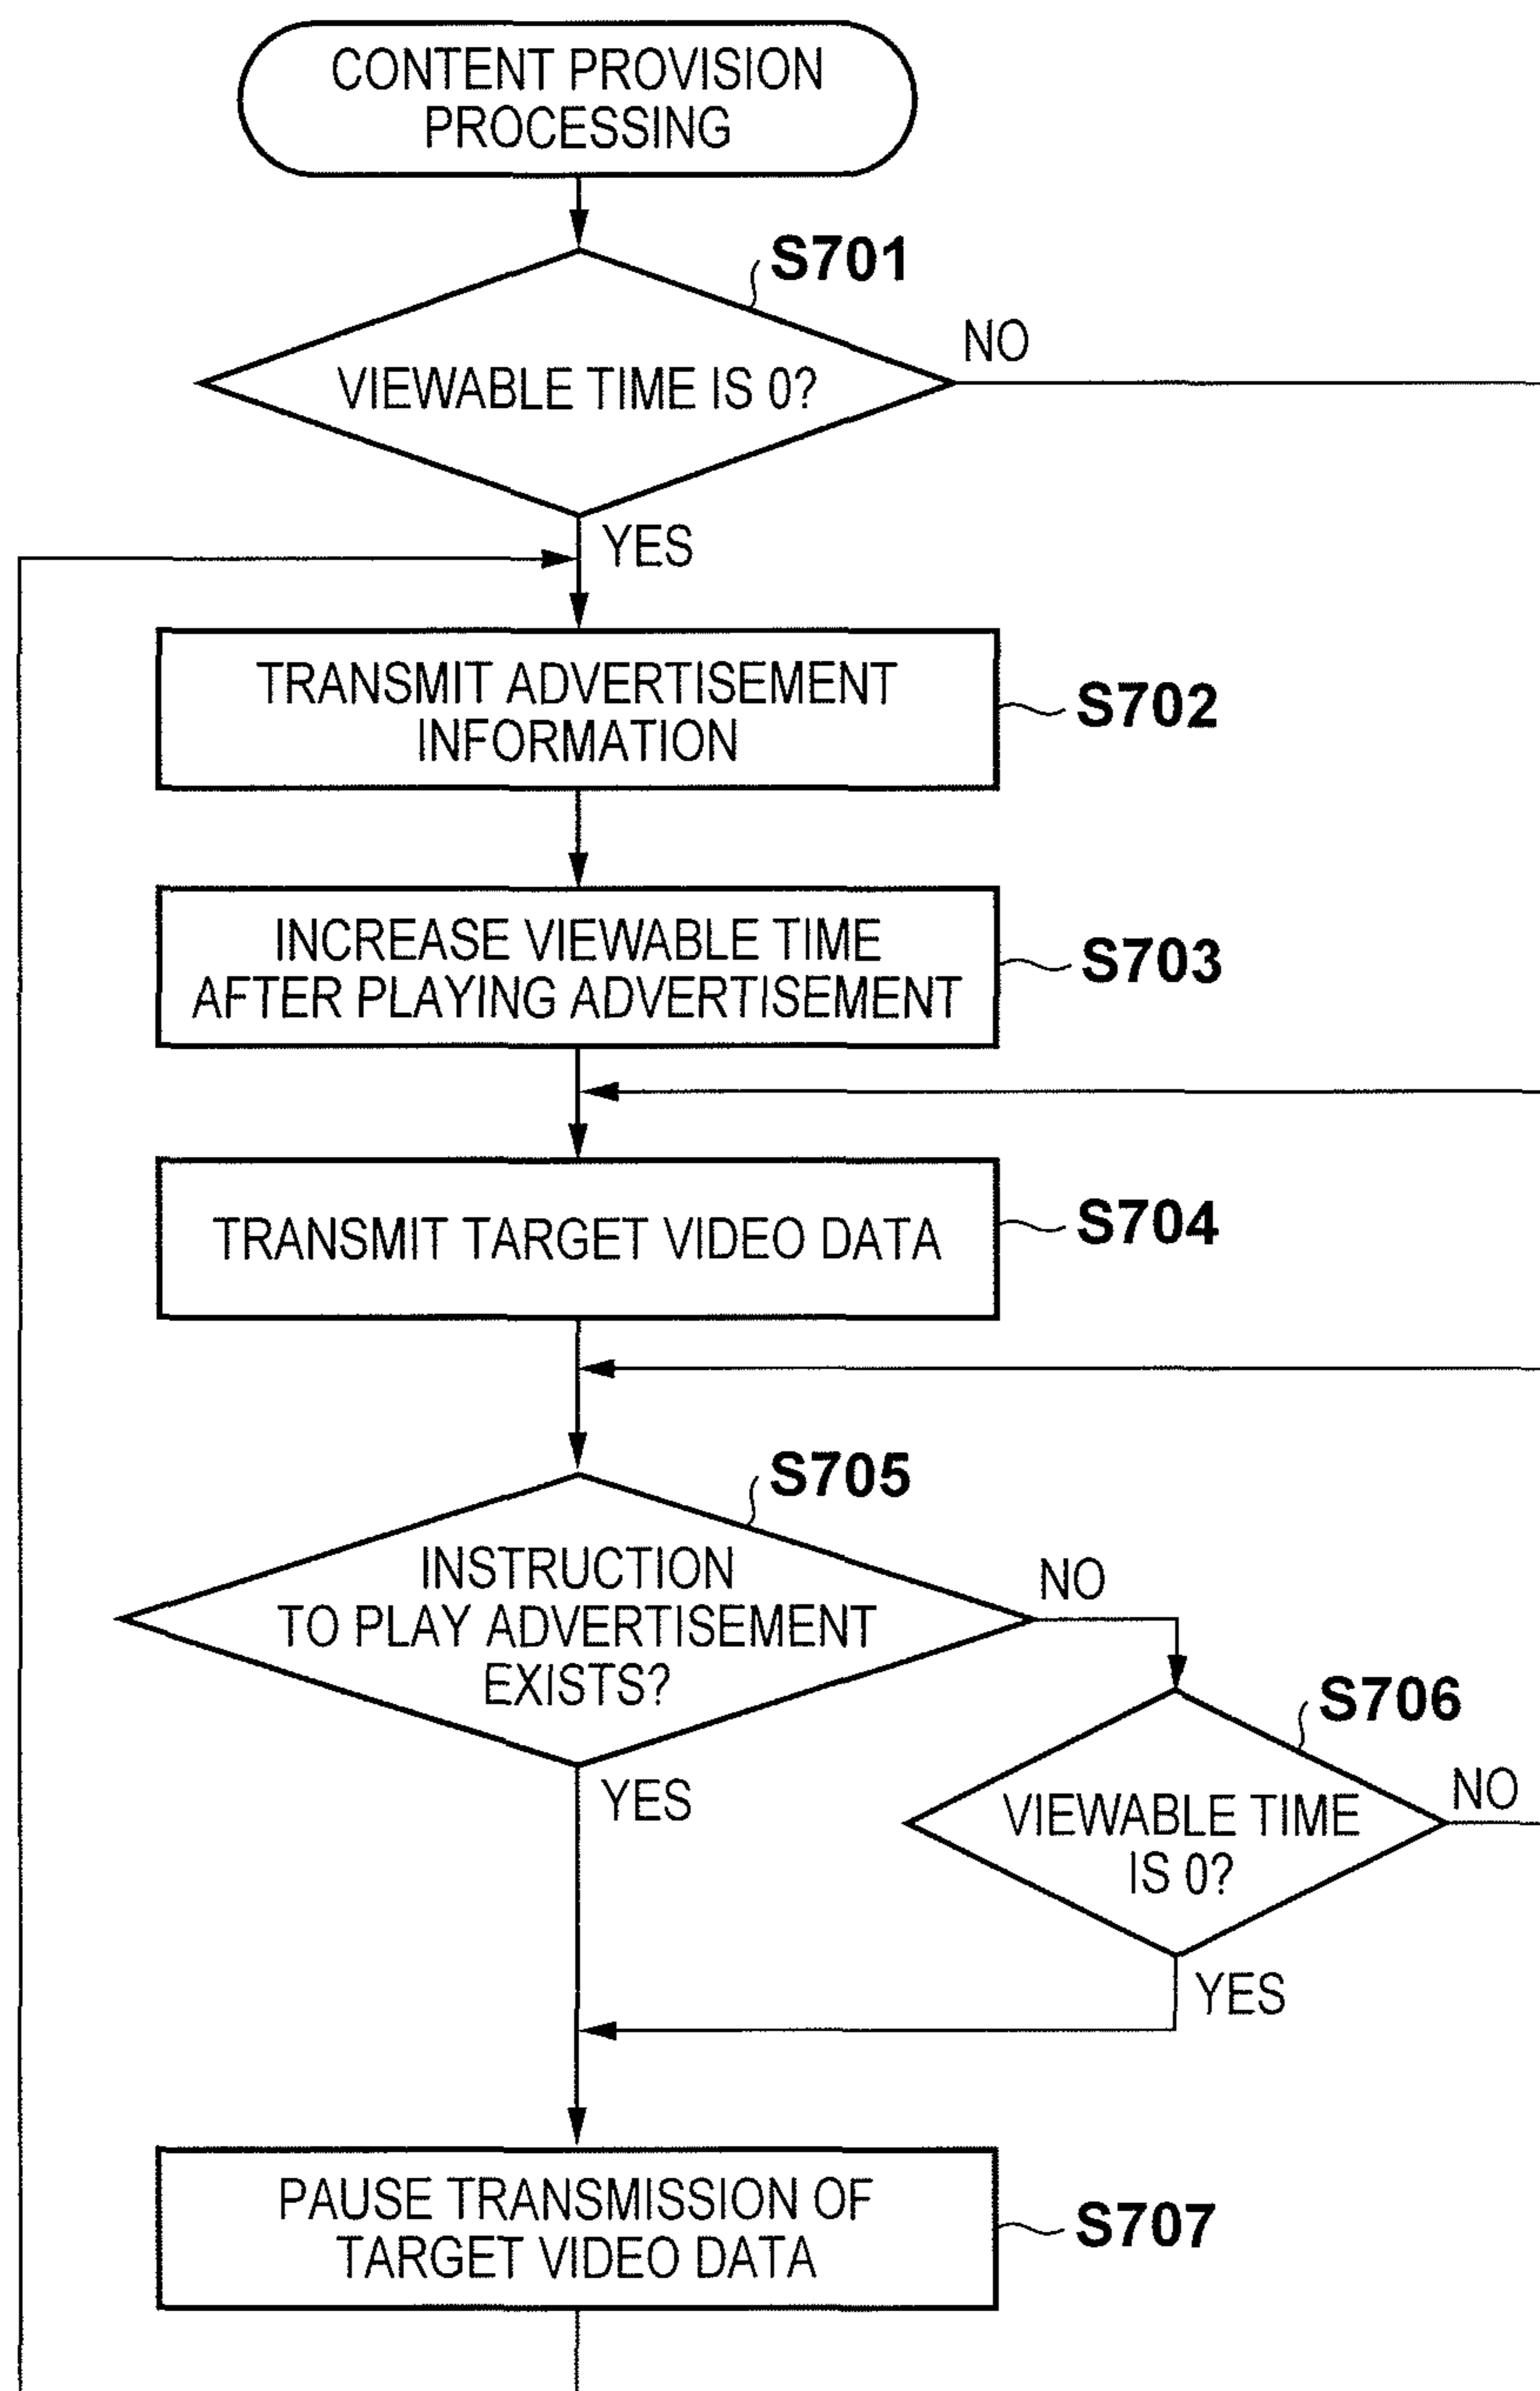 CONTENT PROVISION
PROCESSING
S701
VIEWABLE TIME IS 0?
NO
YES
TRANSMIT ADVERTISEMENT
INFORMATION
S702
INCREASE VIEWABLE TIME
AFTER PLAYING ADVERTISEMENT
S703
TRANSMIT TARGET VIDEO DATA
S704
S705
INSTRUCTION
TO PLAY ADVERTISEMENT
EXISTS?
NO
YES
S706
VIEWABLE TIME
IS 0?
NO
YES
PAUSE TRANSMISSION OF
TARGET VIDEO DATA
S707